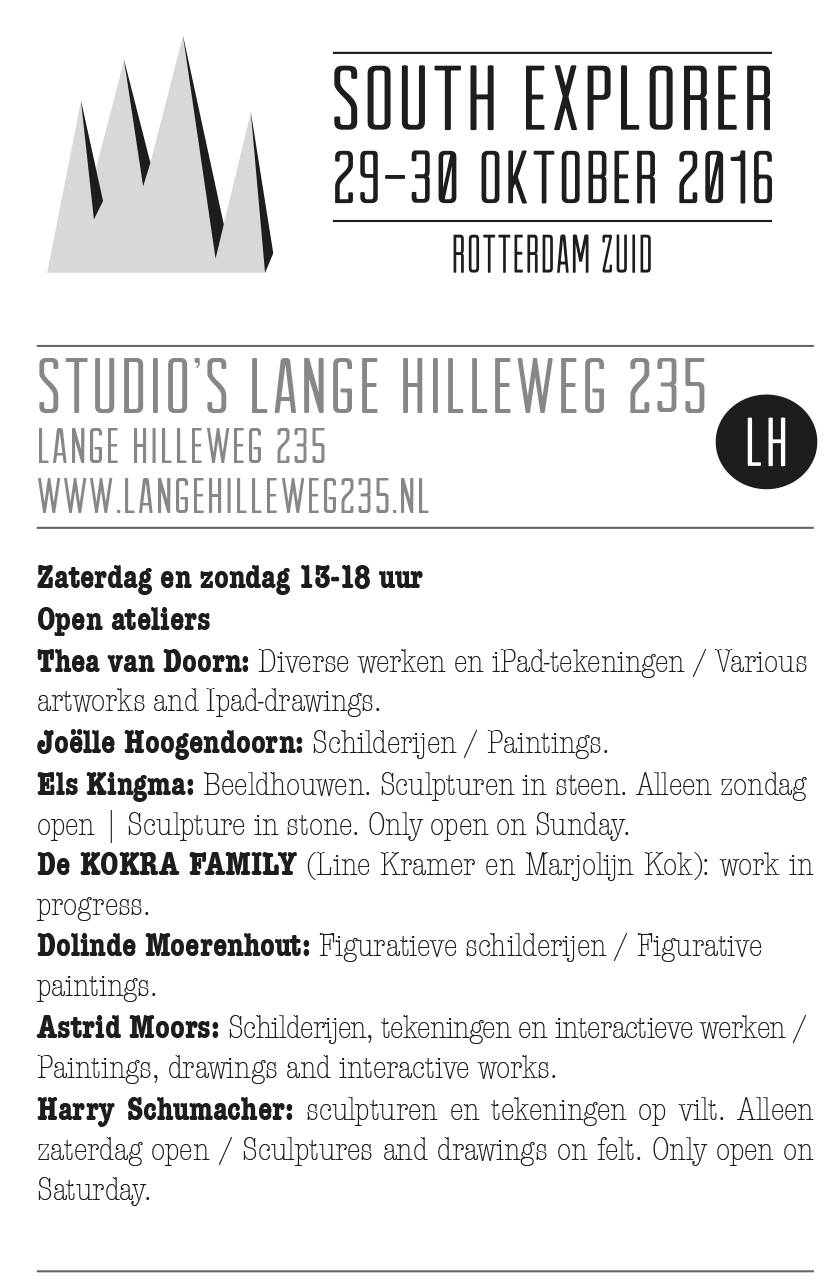 SOUTH EXPLORER
29-30 OKTOBER 2016
ROTTERDAM ZUID
STUDIO'S LANGE HILLEWEG 235
LANGE HILLEWEG 235
WWW.LANGEHILLEWEG235.NL
LH
Zaterdag en zondag 13-18 uur
Open ateliers
Thea van Doorn: Diverse werken en iPad-tekeningen / Various
artworks and Ipad-drawings.
Joëlle Hoogendoorn: Schilderijen / Paintings.
Els Kingma: Beeldhouwen. Sculpturen in steen. Alleen zondag
open | Sculpture in stone. Only open on Sunday.
De KOKRA FAMILY (Line Kramer en Marjolijn Kok): work in
progress.
Dolinde Moerenhout: Figuratieve schilderijen / Figurative
paintings.
Astrid Moors: Schilderijen, tekeningen en interactieve werken /
Paintings, drawings and interactive works.
Harry Schumacher: sculpturen en tekeningen op vilt. Alleen
zaterdag open / Sculptures and drawings on felt. Only open on
Saturday.